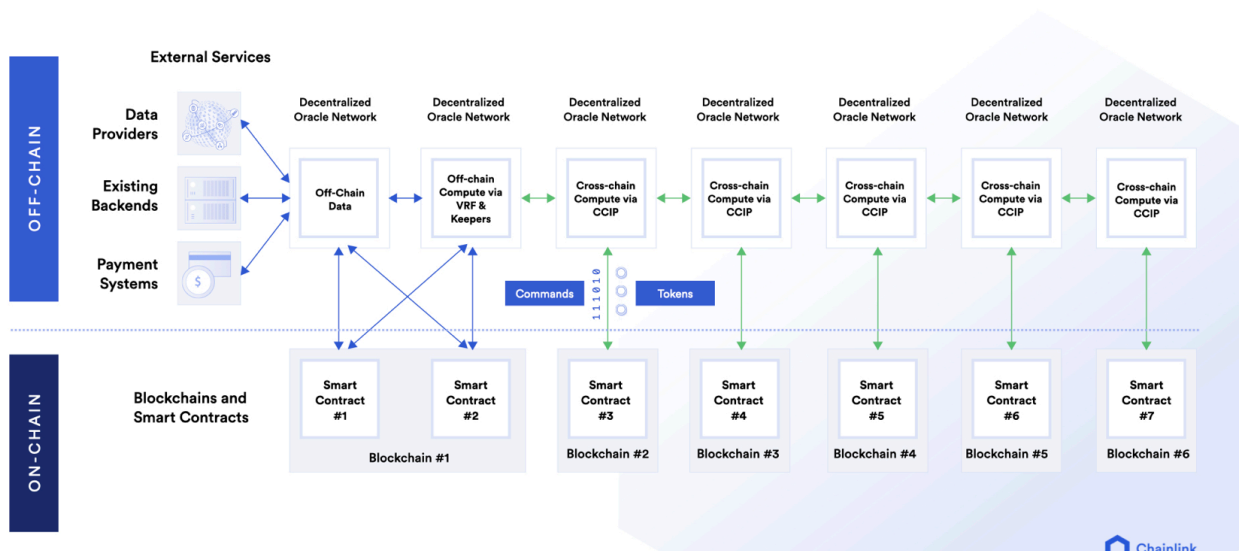 External Services
OFF-CHAIN
Data
Providers
Existing
Backends
Payment
Systems
$
Decentralized
Oracle Network
Off-Chain
Data
Decentralized
Oracle Network
Off-chain
Compute via
VRF &
Keepers
Decentralized
Oracle Network
Cross-chain
Compute via
CCIP
Decentralized
Oracle Network
Cross-chain
Compute via
CCIP
Decentralized
Oracle Network
Cross-chain
Compute via
CCIP
Decentralized
Oracle Network
Cross-chain
Compute via
CCIP
Decentralized
Oracle Network
Cross-chain
Compute via
CCIP
Commands
111010
Tokens
ON-CHAIN
Blockchains and
Smart Contracts
Smart
Contract
#1
Smart
Contract
#2
Blockchain #1
Smart
Contract
#3
Blockchain #2
Smart
Contract
#4
Blockchain #3
Smart
Contract
#5
Blockchain #4
Smart
Contract
#6
Blockchain #5
Smart
Contract
#7
Blockchain #6
Chainlink